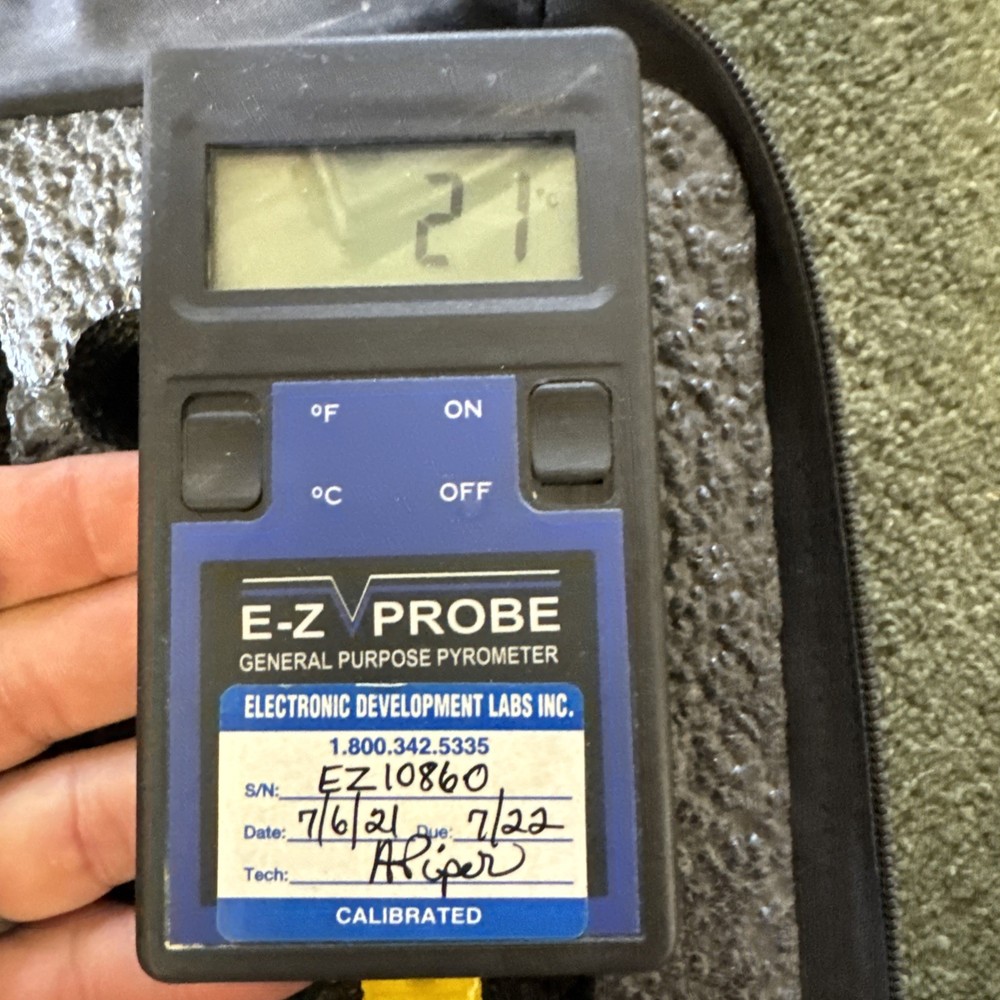 21 °C
°F ON
°C OFF
E-Z PROBE
GENERAL PURPOSE PYROMETER
ELECTRONIC DEVELOPMENT LABS INC.
1.800.342.5335
S/N: EZ10860
Date: 7/6/21 Due: 7/22
Tech: APiper
CALIBRATED